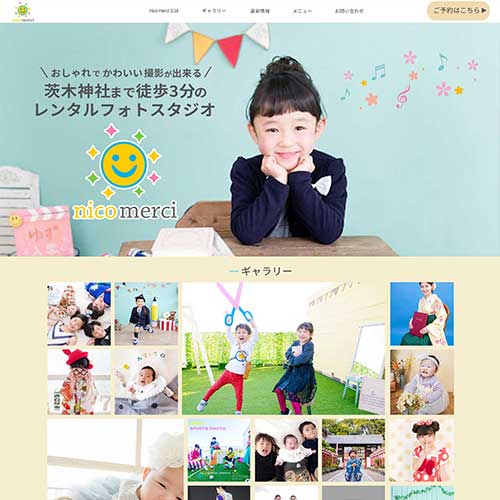 nico merci
nico merciとは
ギャラリー
最新情報
メニュー
お問い合わせ
ご予約はこちら▶
\ おしゃれで かわいい 撮影が出来る /
茨木神社まで徒歩3分の
レンタルフォトスタジオ
nico merci
ギャラリー
SPORTS PHOTO